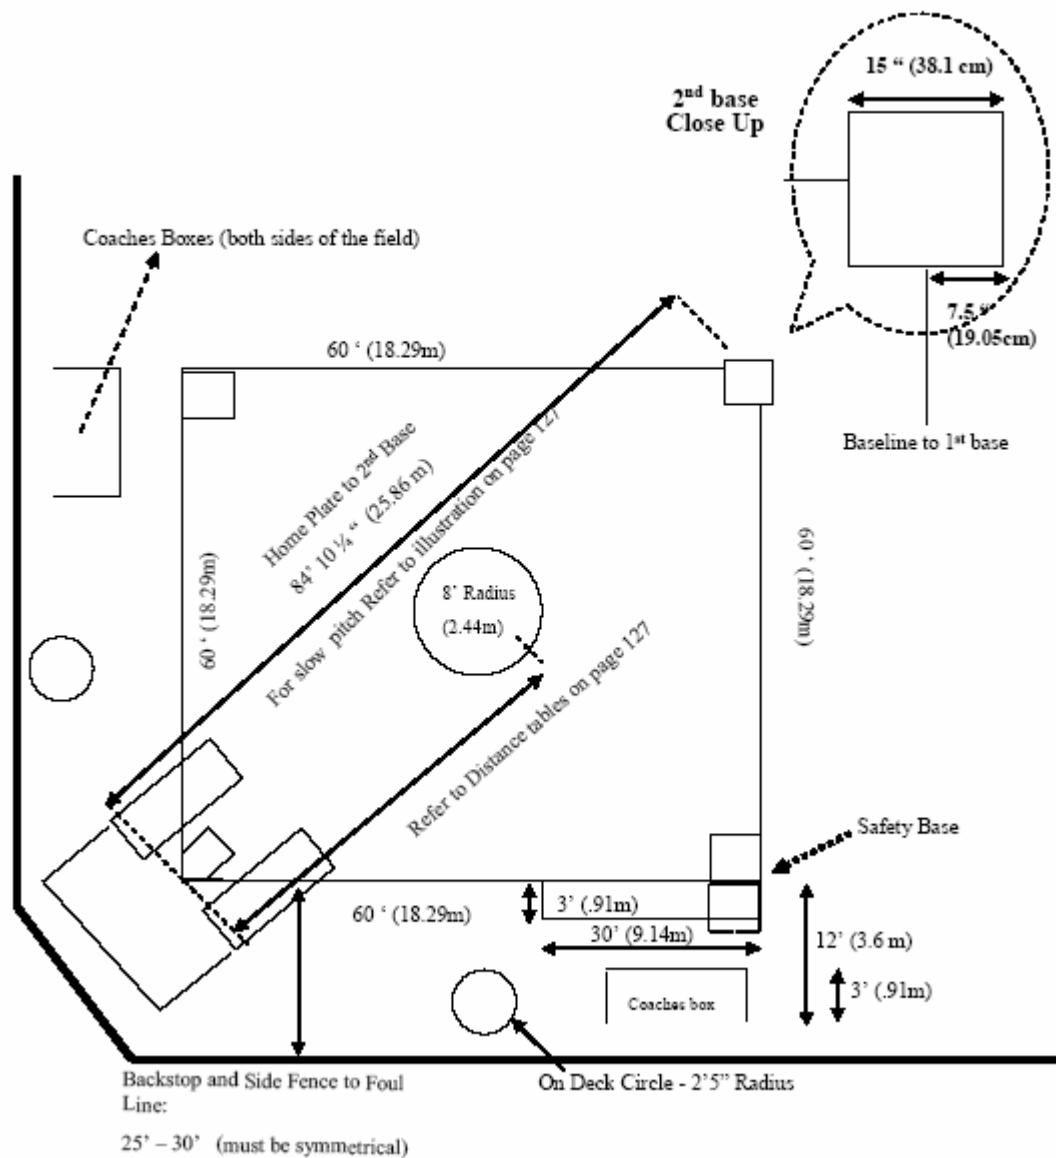 15 “ (38.1 cm)
2nd base
Close Up
Coaches Boxes (both sides of the field)
7.5 “
(19.05cm)
60 ‘ (18.29m)
Baseline to 1st base
Home Plate to 2nd Base
84’ 10 ¼ “ (25.86 m)
For slow pitch Refer to illustration on page 127
60 ‘ (18.29m)
60 ‘ (18.29m)
8’ Radius
(2.44m)
Refer to Distance tables on page 127
Safety Base
60 ‘ (18.29m)
3’ (.91m)
30’ (9.14m)
12’ (3.6 m)
3’ (.91m)
Coaches box
On Deck Circle - 2’5” Radius
Backstop and Side Fence to Foul
Line:
25’ – 30’ (must be symmetrical)